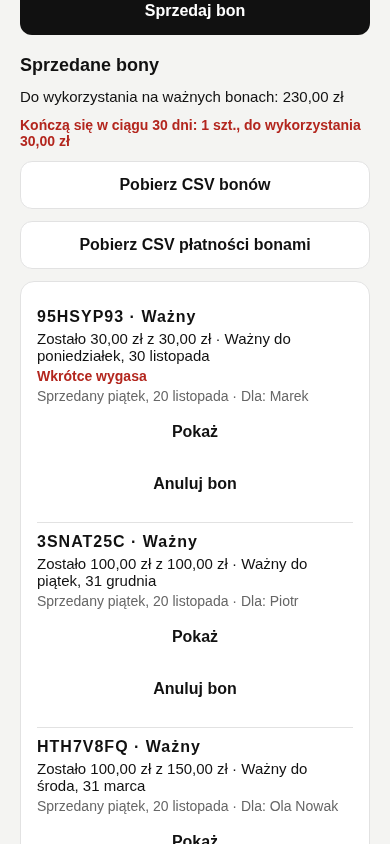 Sprzedaj bon
Sprzedane bony
Do wykorzystania na ważnych bonach: 230,00 zł
Kończą się w ciągu 30 dni: 1 szt., do wykorzystania
30,00 zł
Pobierz CSV bonów
Pobierz CSV płatności bonami
95HSYP93 · Ważny
Zostało 30,00 zł z 30,00 zł · Ważny do
poniedziałek, 30 listopada
Wkrótce wygasa
Sprzedany piątek, 20 listopada · Dla: Marek
Pokaż
Anuluj bon
3SNAT25C · Ważny
Zostało 100,00 zł z 100,00 zł · Ważny do
piątek, 31 grudnia
Sprzedany piątek, 20 listopada · Dla: Piotr
Pokaż
Anuluj bon
HTH7V8FQ · Ważny
Zostało 100,00 zł z 150,00 zł · Ważny do
środa, 31 marca
Sprzedany piątek, 20 listopada · Dla: Ola Nowak
Pokaż